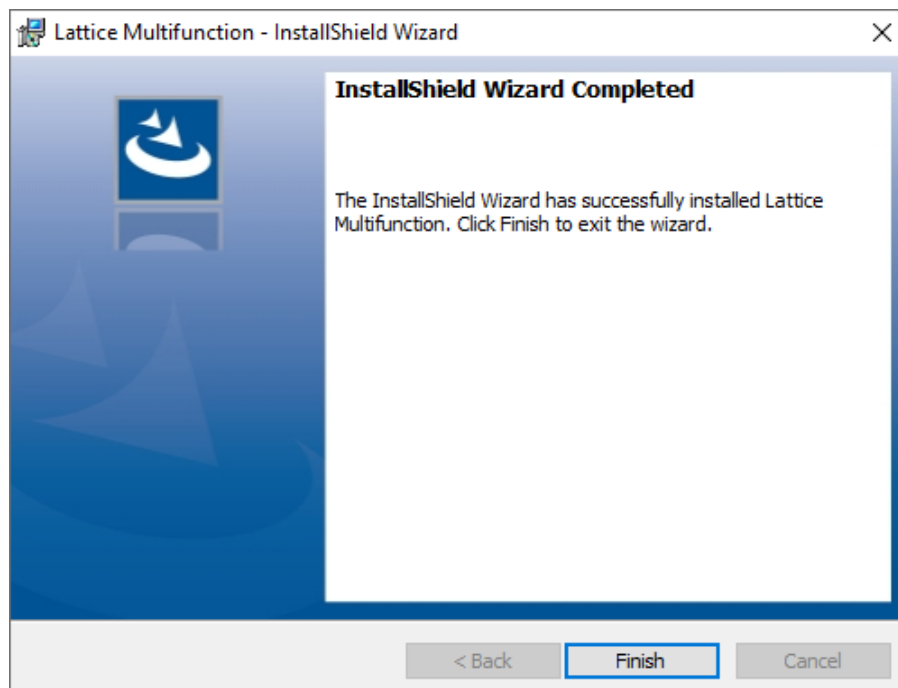 Lattice Multifunction - InstallShield Wizard
InstallShield Wizard Completed
The InstallShield Wizard has successfully installed Lattice
Multifunction. Click Finish to exit the wizard.
< Back
Finish
Cancel